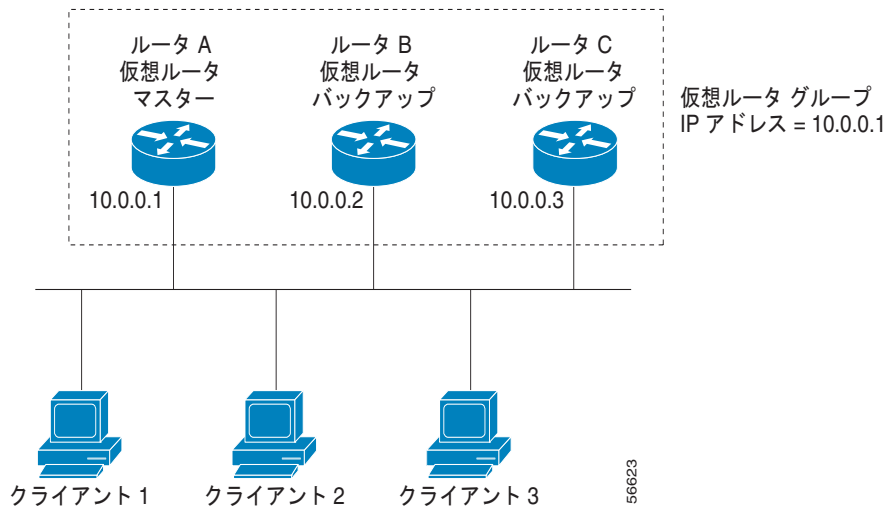 ルータ A
仮想ルータ
マスター
ルータ B
仮想ルータ
バックアップ
ルータ C
仮想ルータ
バックアップ
仮想ルータ グループ
IP アドレス = 10.0.0.1
10.0.0.1
10.0.0.2
10.0.0.3
クライアント 1
クライアント 2
クライアント 3
56623